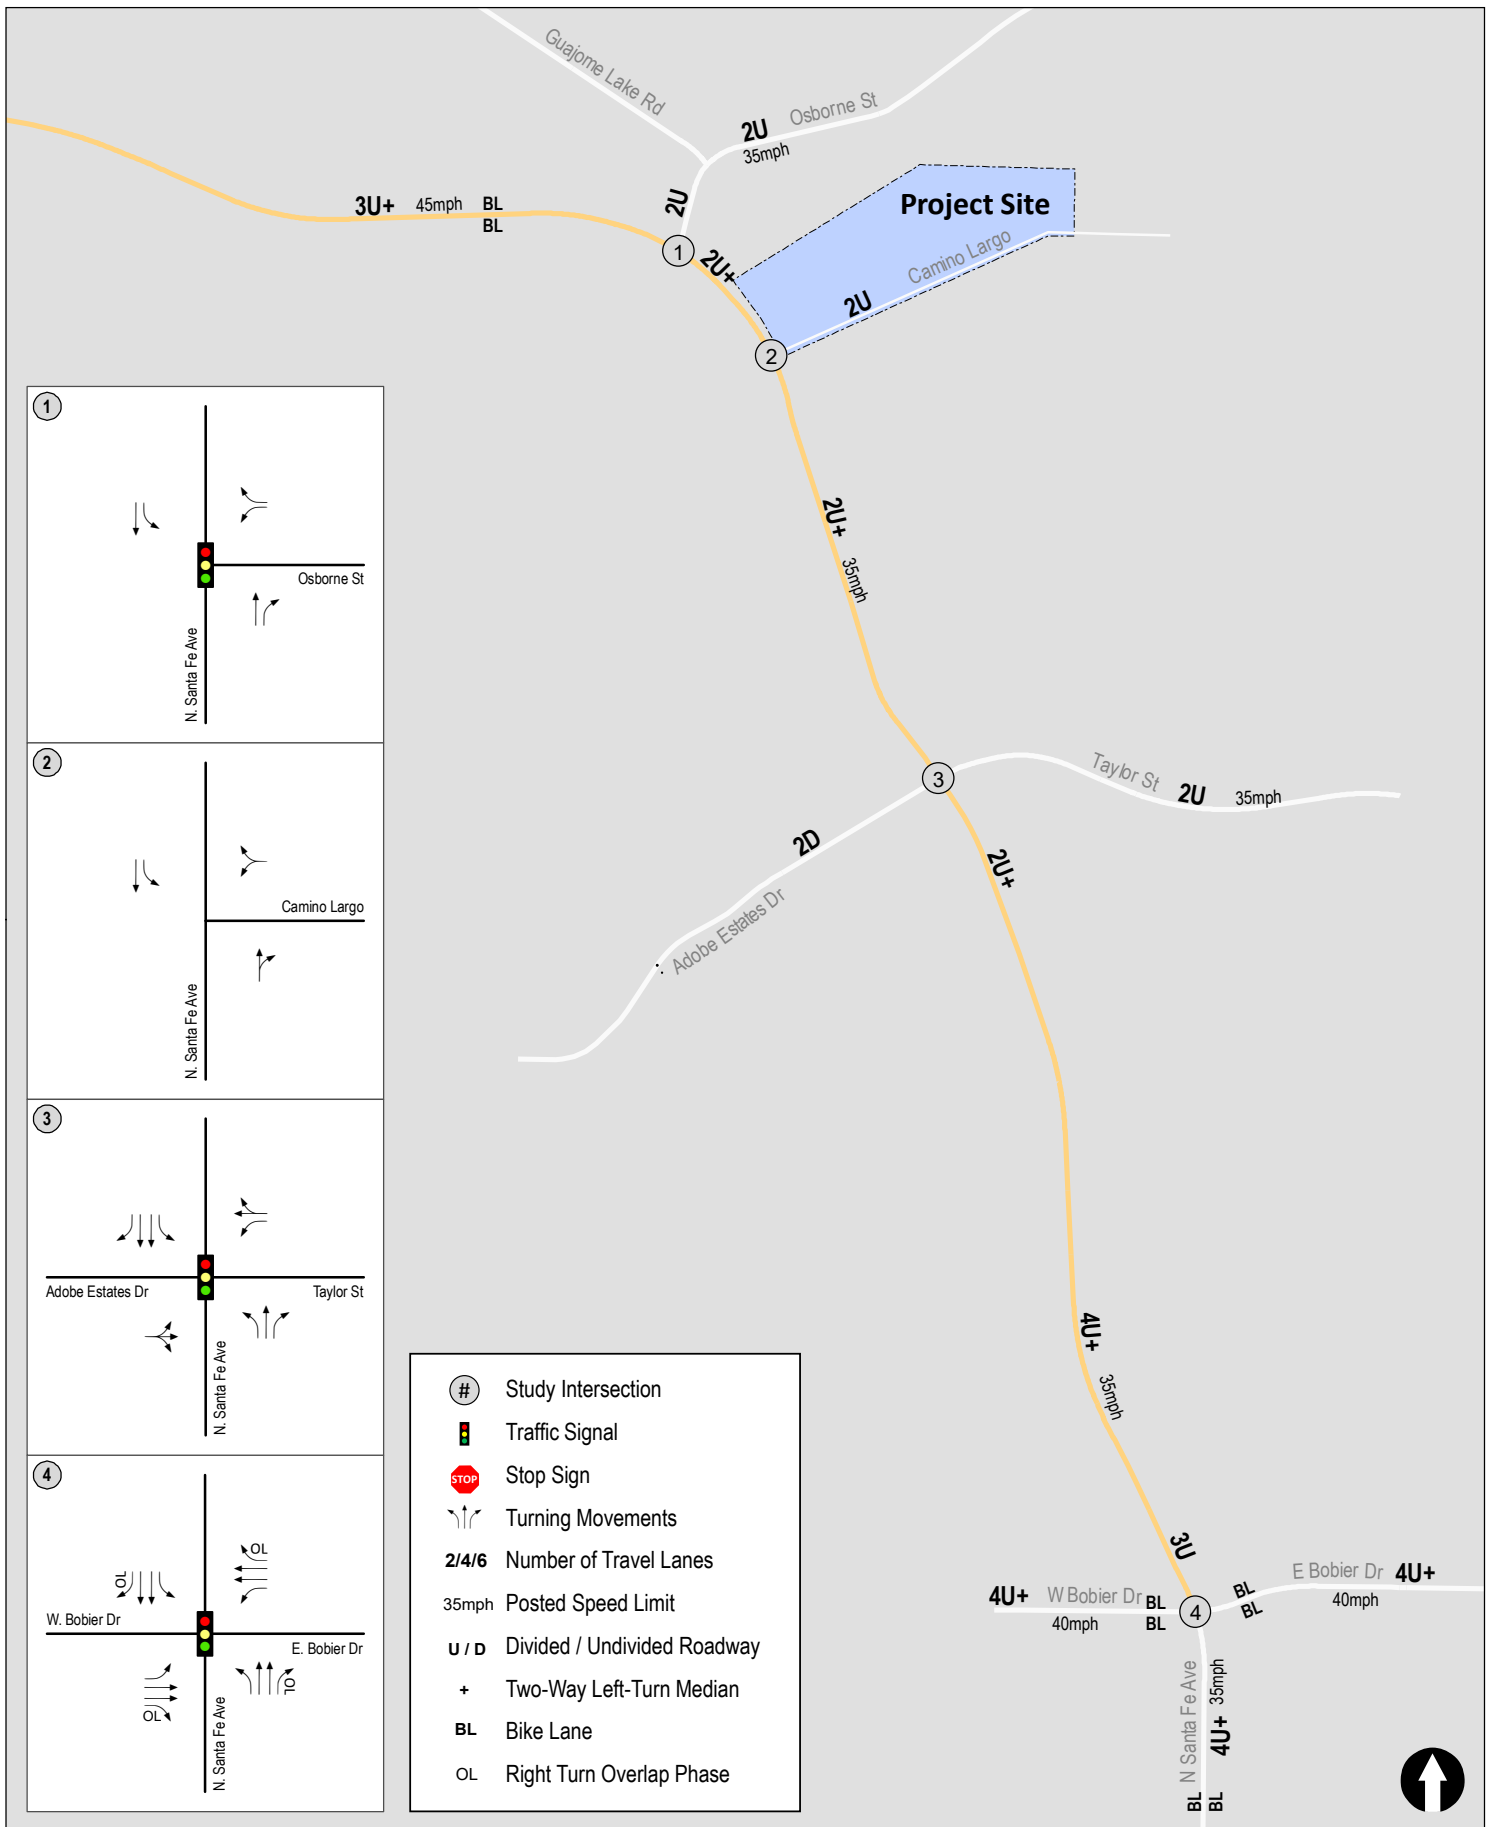 Guajome Lake Rd
2U
Osborne St
35mph
3U+
45mph
BL
BL
2U
1
2U+
Project Site
Camino Largo
2U
2
2U+
35mph
3
Taylor St
2U
35mph
2D
Adobe Estates Dr
2U+
4U+
35mph
3U
4U+
W Bobier Dr
BL
BL
40mph
4
BL
BL
E Bobier Dr
4U+
40mph
N Santa Fe Ave
4U+
35mph
BL
BL
1
Osborne St
N. Santa Fe Ave
2
Camino Largo
N. Santa Fe Ave
3
Adobe Estates Dr
Taylor St
N. Santa Fe Ave
4
OL
OL
W. Bobier Dr
E. Bobier Dr
OL
OL
N. Santa Fe Ave
# Study Intersection
Traffic Signal
STOP Stop Sign
Turning Movements
2/4/6 Number of Travel Lanes
35mph Posted Speed Limit
U / D Divided / Undivided Roadway
+ Two-Way Left-Turn Median
BL Bike Lane
OL Right Turn Overlap Phase